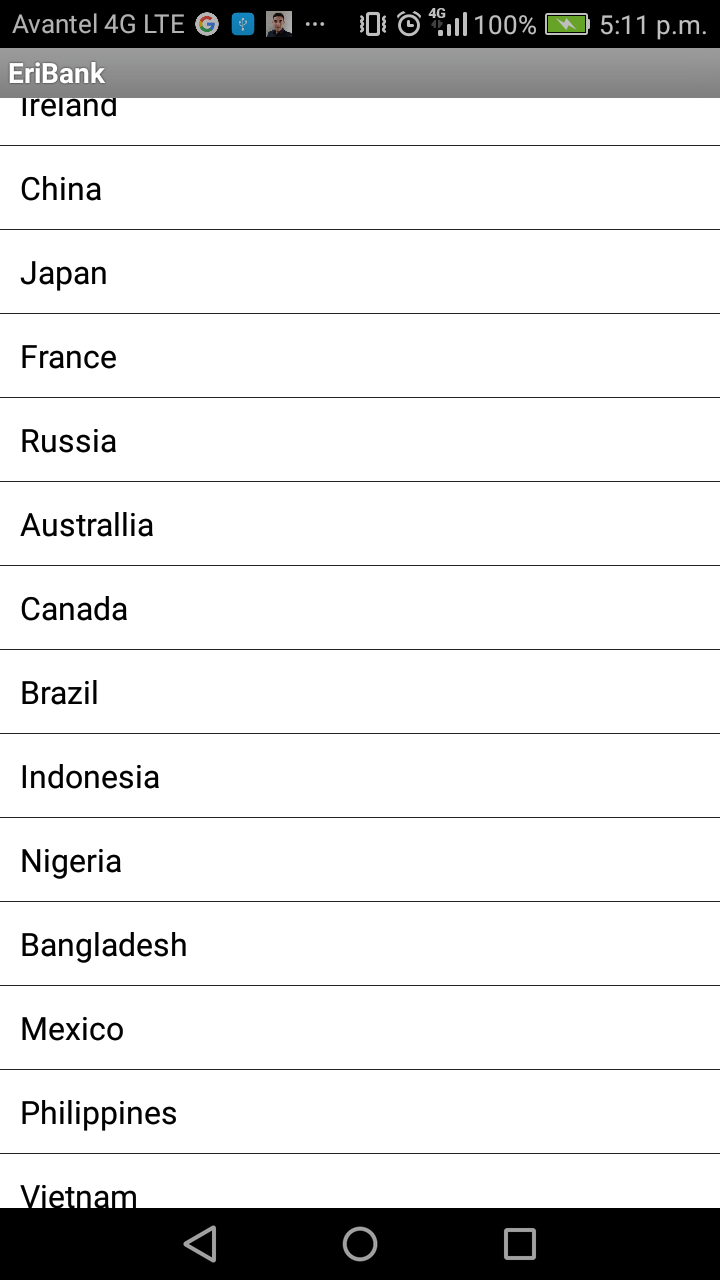 Avantel 4G LTE 4G 100% 5:11 p.m.
EriBank
Ireland
China
Japan
France
Russia
Australlia
Canada
Brazil
Indonesia
Nigeria
Bangladesh
Mexico
Philippines
Vietnam